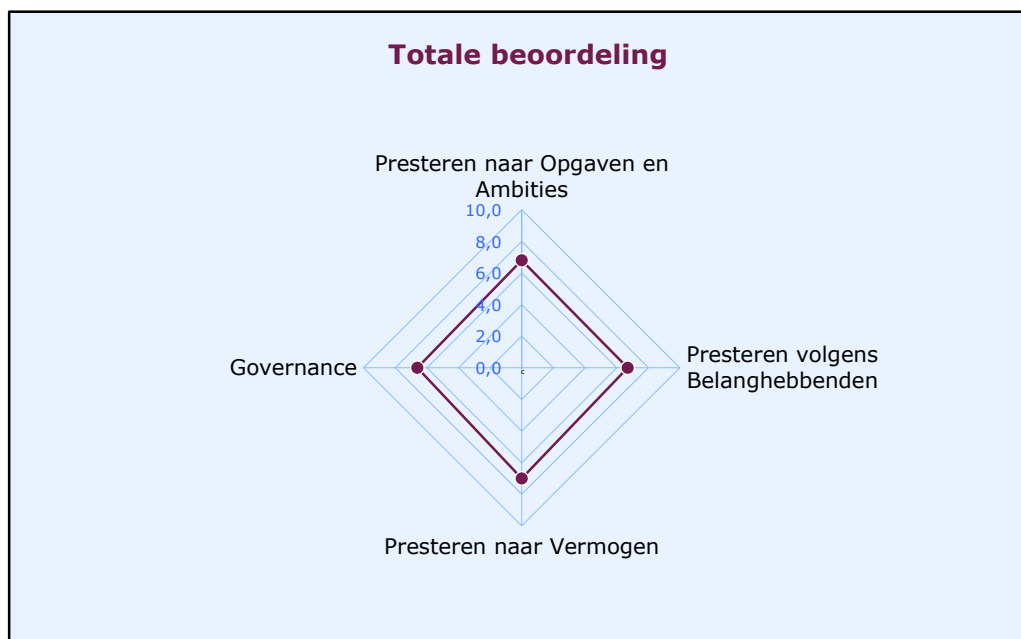 Totale beoordeling
Presteren naar Opgaven en
Ambities
10,0
8,0
6,0
4,0
2,0
0,0
c
Governance
Presteren volgens
Belanghebbenden
Presteren naar Vermogen